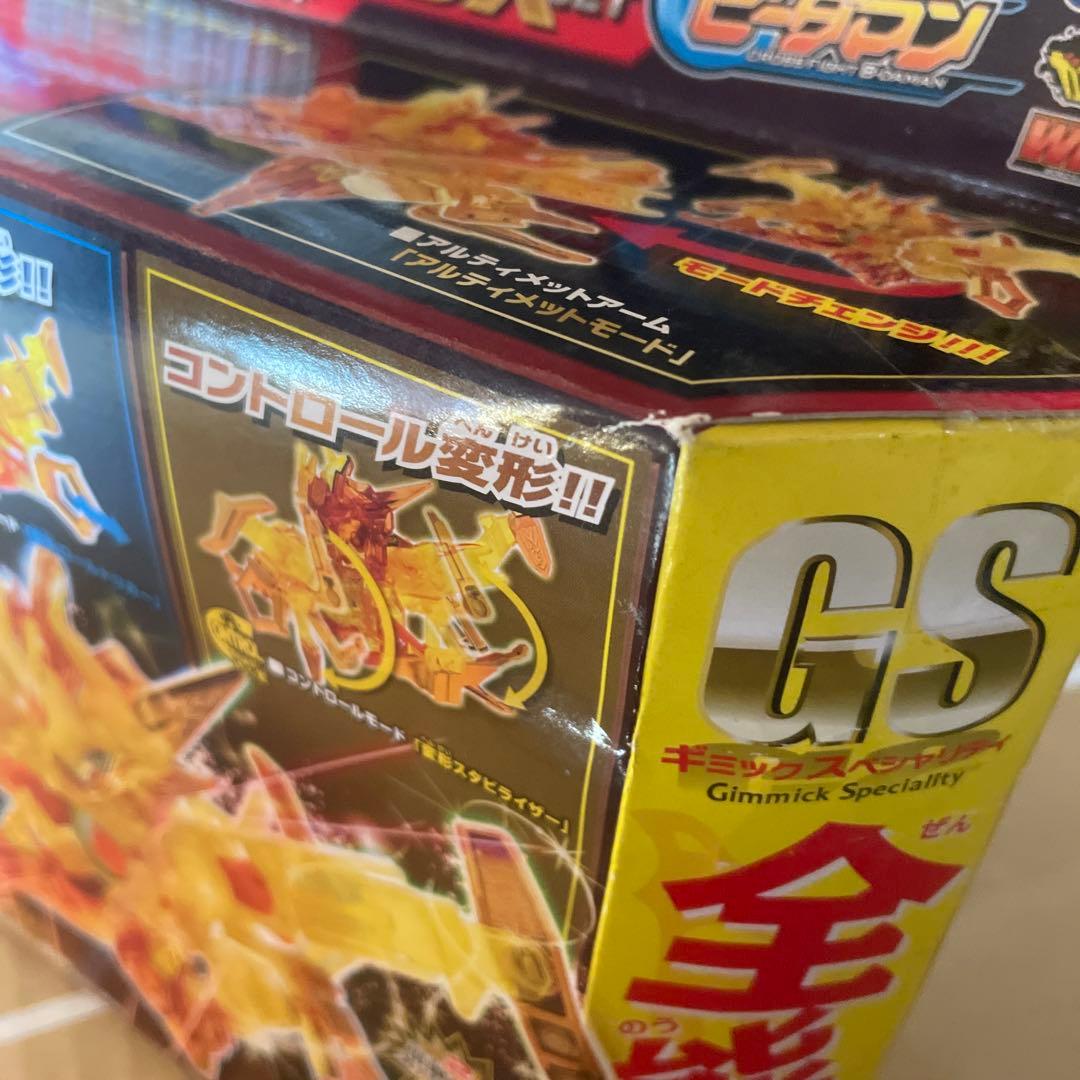 ビーダマン
■アルティメットアーム
「アルティメットモード」
モードチェンジ!!!
形!!
コントロール変形!!
へん けい
■コントロールモード「変形スタビライザー」
GS
ギミックスペシャリティ
Gimmick Speciality
ぜん
全
のう
能